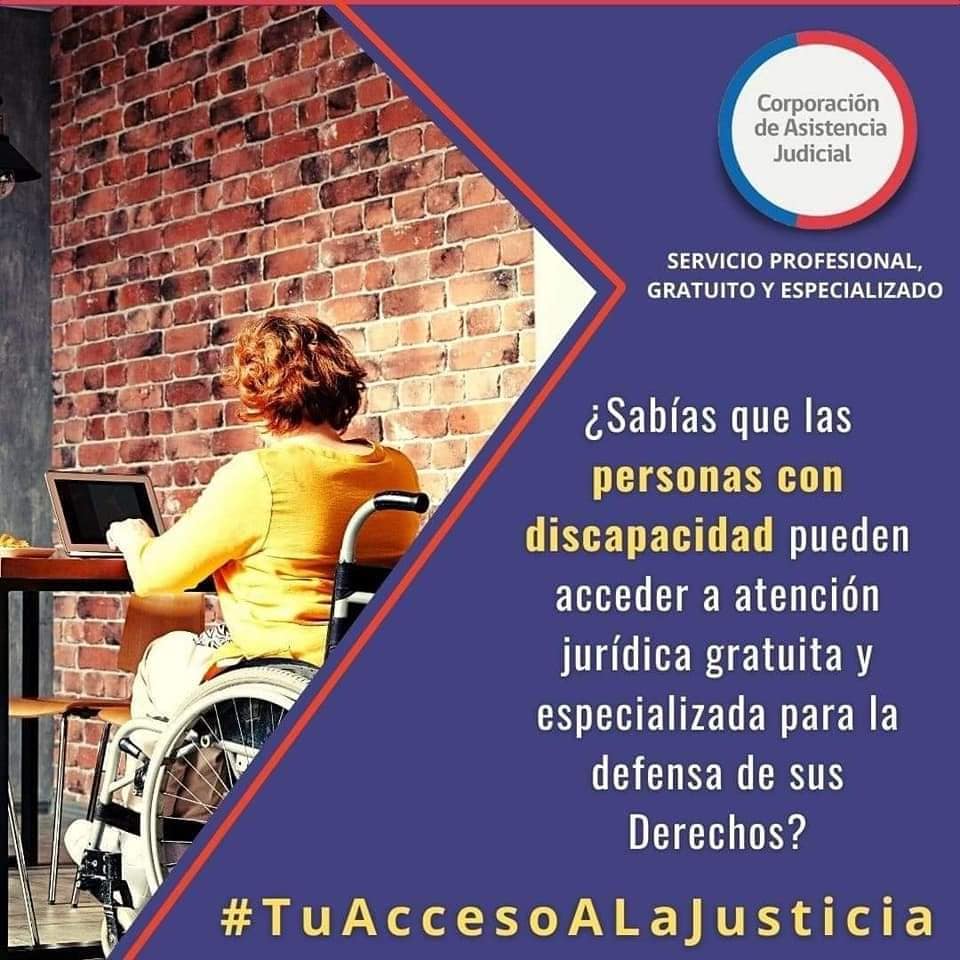 Corporación
de Asistencia
Judicial
SERVICIO PROFESIONAL,
GRATUITO Y ESPECIALIZADO
¿Sabías que las
personas con
discapacidad pueden
acceder a atención
jurídica gratuita y
especializada para la
defensa de sus
Derechos?
#TuAccesoALaJusticia